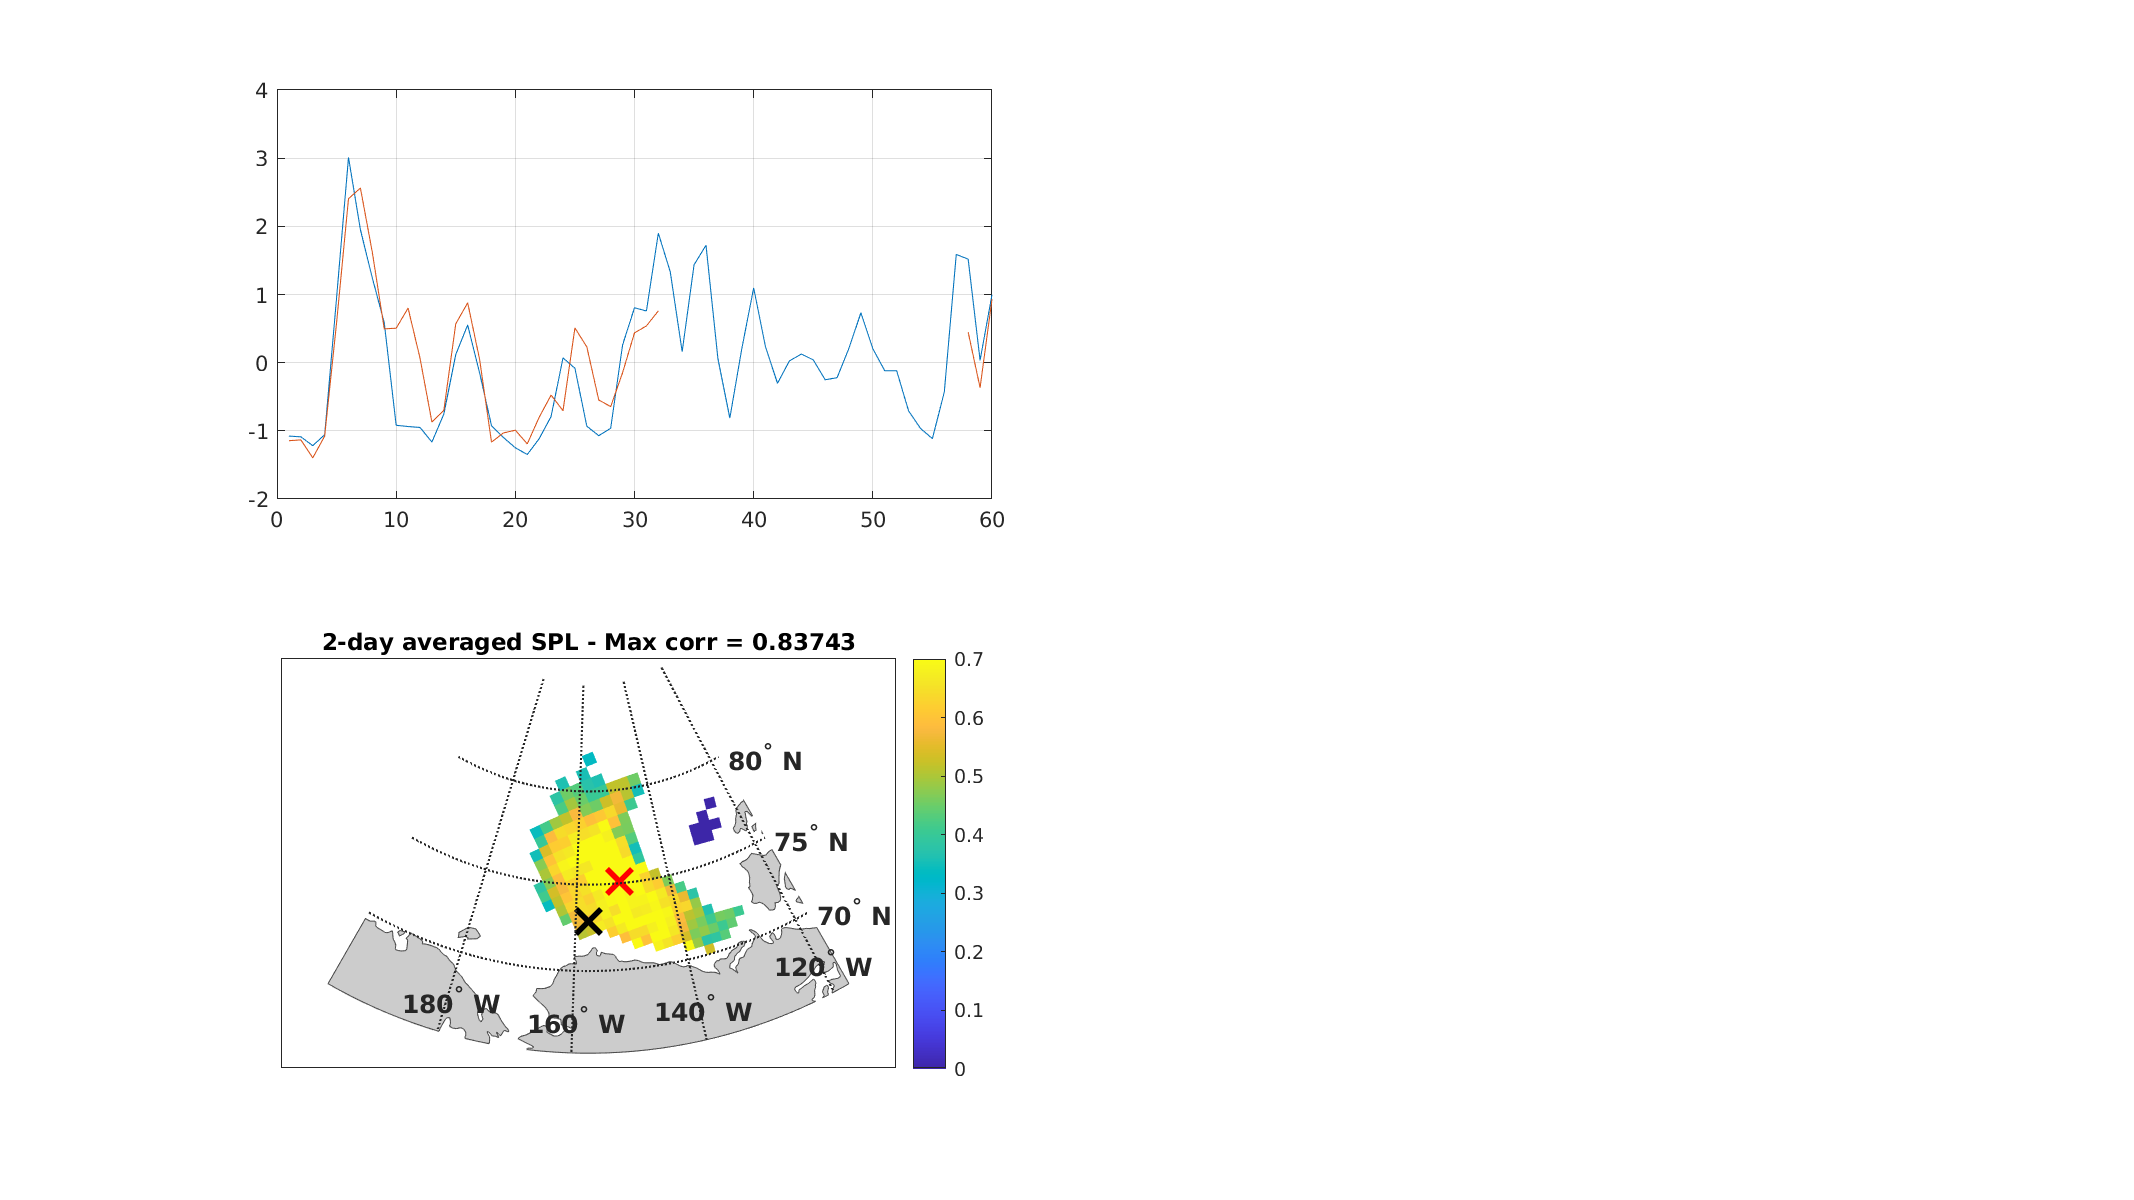 4
3
2
1
0
-1
-2
0 10 20 30 40 50 60
2-day averaged SPL - Max corr = 0.83743
0.7
0.6
0.5
0.4
0.3
0.2
0.1
0
80° N
75° N
70° N
120° W
180° W
160° W
140° W